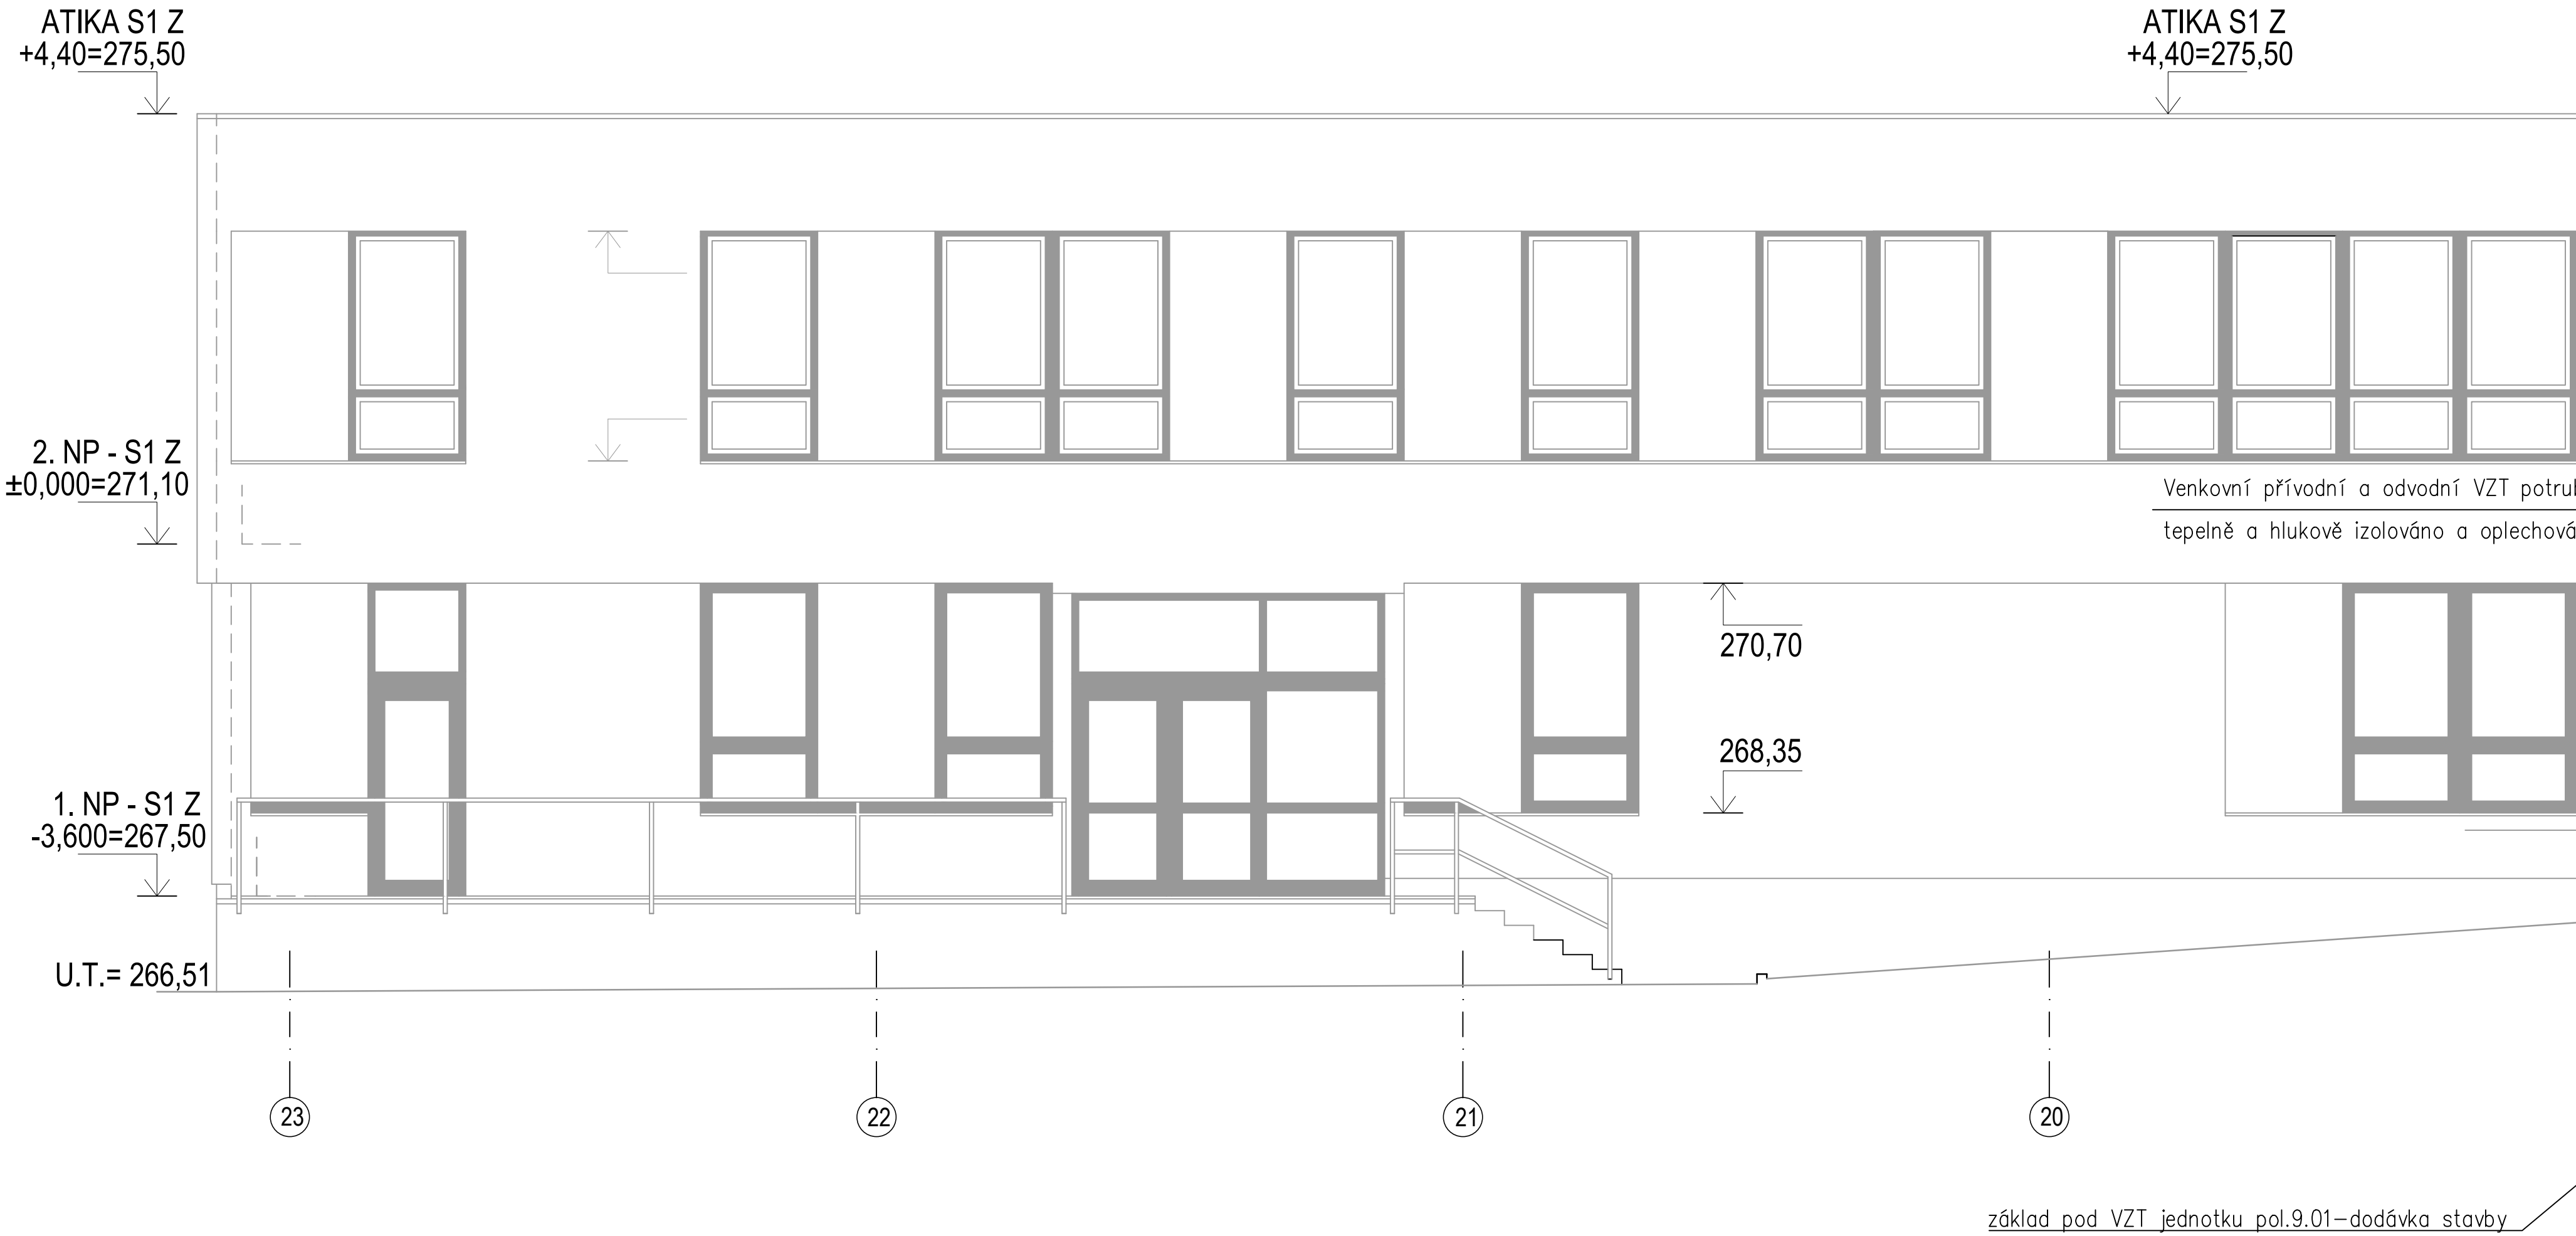 ATIKA S1 Z
+4,40=275,50
ATIKA S1 Z
+4,40=275,50
2. NP - S1 Z
±0,000=271,10
Venkovní přívodní a odvodní VZT
tepelně a hlukově izolováno a
270,70
268,35
1. NP - S1 Z
-3,600=267,50
U.T.= 266,51
23
22
21
20
základ pod VZT jednotku pol.9.01-dodávka stavby